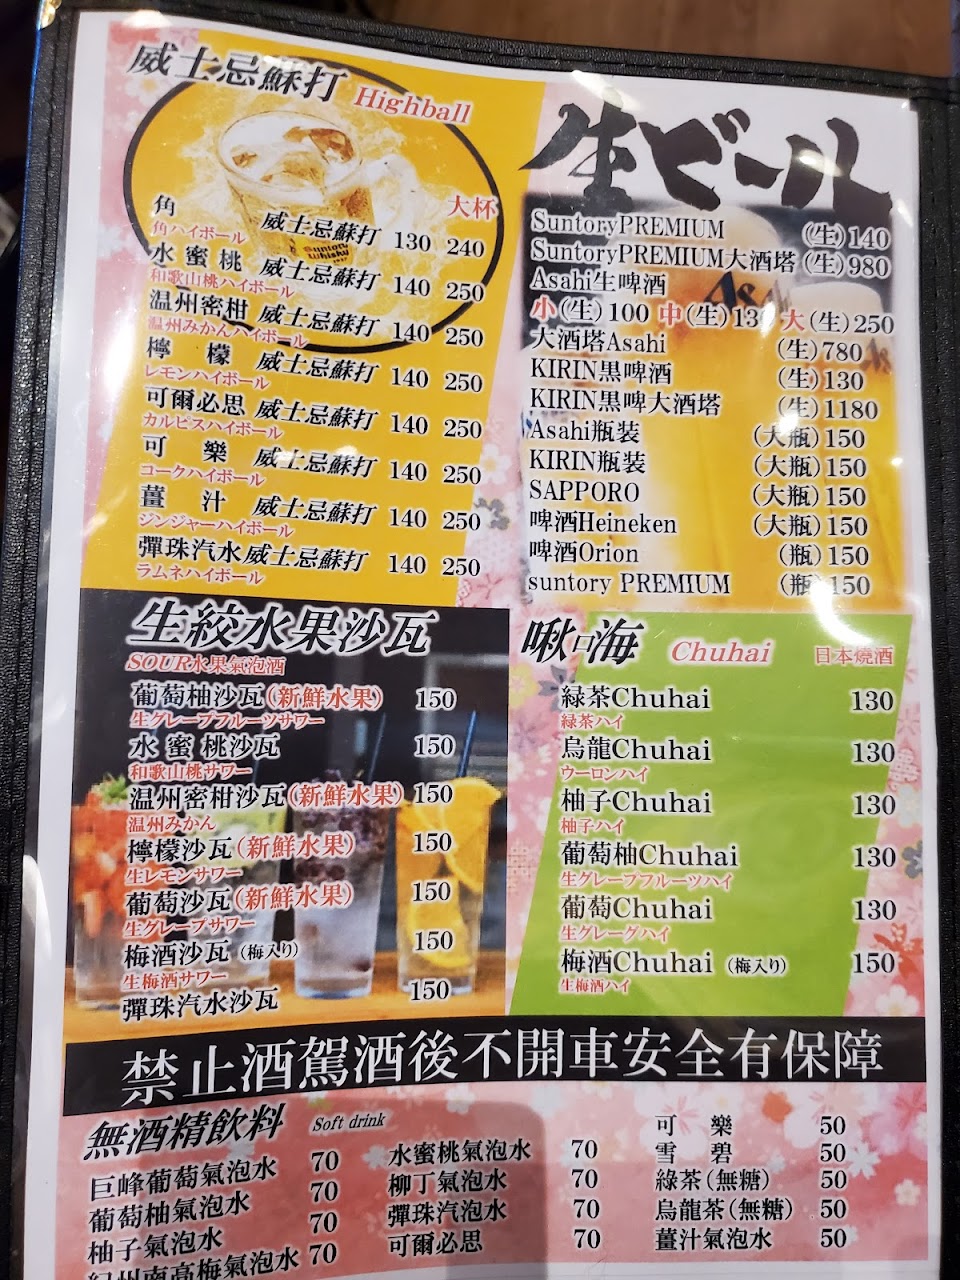 威士忌蘇打 Highball
大杯
角 威士忌蘇打 130 240
角ハイボール
水蜜桃 威士忌蘇打 140 250
和歌山桃ハイボール
温州密柑 威士忌蘇打 140 250
温州みかんハイボール
檸檬 威士忌蘇打 140 250
レモンハイボール
可爾必思 威士忌蘇打 140 250
カルピスハイボール
可樂 威士忌蘇打 140 250
コークハイボール
薑汁 威士忌蘇打 140 250
ジンジャーハイボール
彈珠汽水威士忌蘇打 140 250
ラムネハイボール
生ビール
SuntoryPREMIUM (生)140
SuntoryPREMIUM大酒塔 (生)980
Asahi生啤酒
小(生)100 中(生)13 大(生)250
大酒塔Asahi (生)780
KIRIN黒啤酒 (生)130
KIRIN黒啤大酒塔 (生)1180
Asahi瓶装 (大瓶)150
KIRIN瓶装 (大瓶)150
SAPPORO (大瓶)150
啤酒Heineken (大瓶)150
啤酒Orion (瓶)150
suntory PREMIUM (瓶)150
生絞水果沙瓦
SOUR水果氣泡酒
葡萄柚沙瓦(新鮮水果) 150
生グレープフルーツサワー
水蜜桃沙瓦 150
和歌山桃サワー
温州密柑沙瓦(新鮮水果) 150
温州みかん
檸檬沙瓦(新鮮水果) 150
生レモンサワー
葡萄沙瓦(新鮮水果) 150
生グレープサワー
梅酒沙瓦(梅入り) 150
生梅酒サワー
彈珠汽水沙瓦 150
啾口海 Chuhai 日本燒酒
緑茶Chuhai 130
緑茶ハイ
烏龍Chuhai 130
ウーロンハイ
柚子Chuhai 130
柚子ハイ
葡萄柚Chuhai 130
生グレープフルーツハイ
葡萄Chuhai 130
生グレーグハイ
梅酒Chuhai (梅入り) 150
生梅酒ハイ
禁止酒駕酒後不開車安全有保障
無酒精飲料 Soft drink
巨峰葡萄氣泡水 70
葡萄柚氣泡水 70
柚子氣泡水 70
紀州南高梅氣泡水 70
水蜜桃氣泡水 70
柳丁氣泡水 70
彈珠汽泡水 70
可爾必思 70
可樂 50
雪碧 50
綠茶(無糖) 50
烏龍茶(無糖) 50
薑汁氣泡水 50